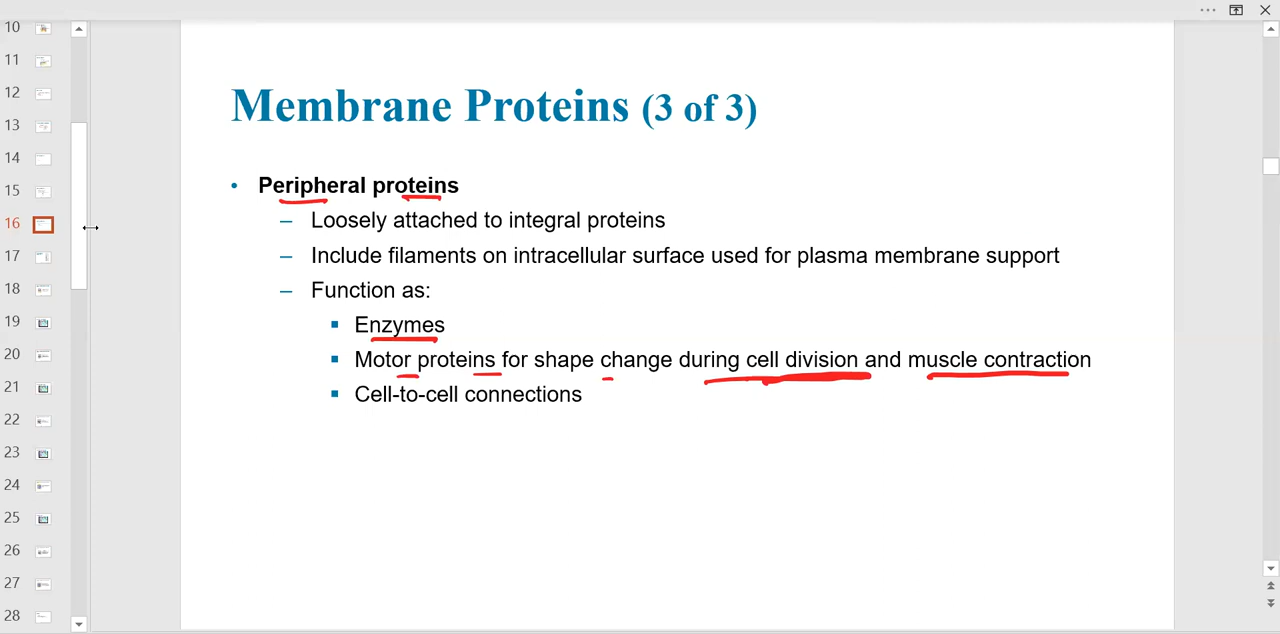 10
11
12
13
14
15
16
17
18
19
20
21
22
23
24
25
26
27
28
Membrane Proteins (3 of 3)
• Peripheral proteins
– Loosely attached to integral proteins
– Include filaments on intracellular surface used for plasma membrane support
– Function as:
▪ Enzymes
▪ Motor proteins for shape change during cell division and muscle contraction
▪ Cell-to-cell connections